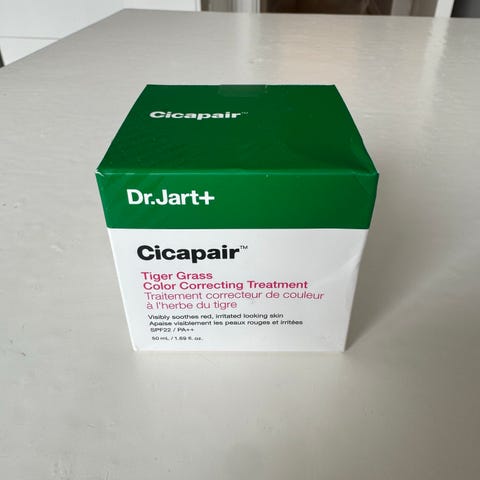 Cicapair™
Dr.Jart+
Cicapair™
Tiger Grass
Color Correcting Treatment
Traitement correcteur de couleur
à l'herbe du tigre
Visibly soothes red, irritated looking skin
Apaise visiblement les peaux rouges et irritées
SPF22 / PA++
50 mL / 1.69 fl. oz.